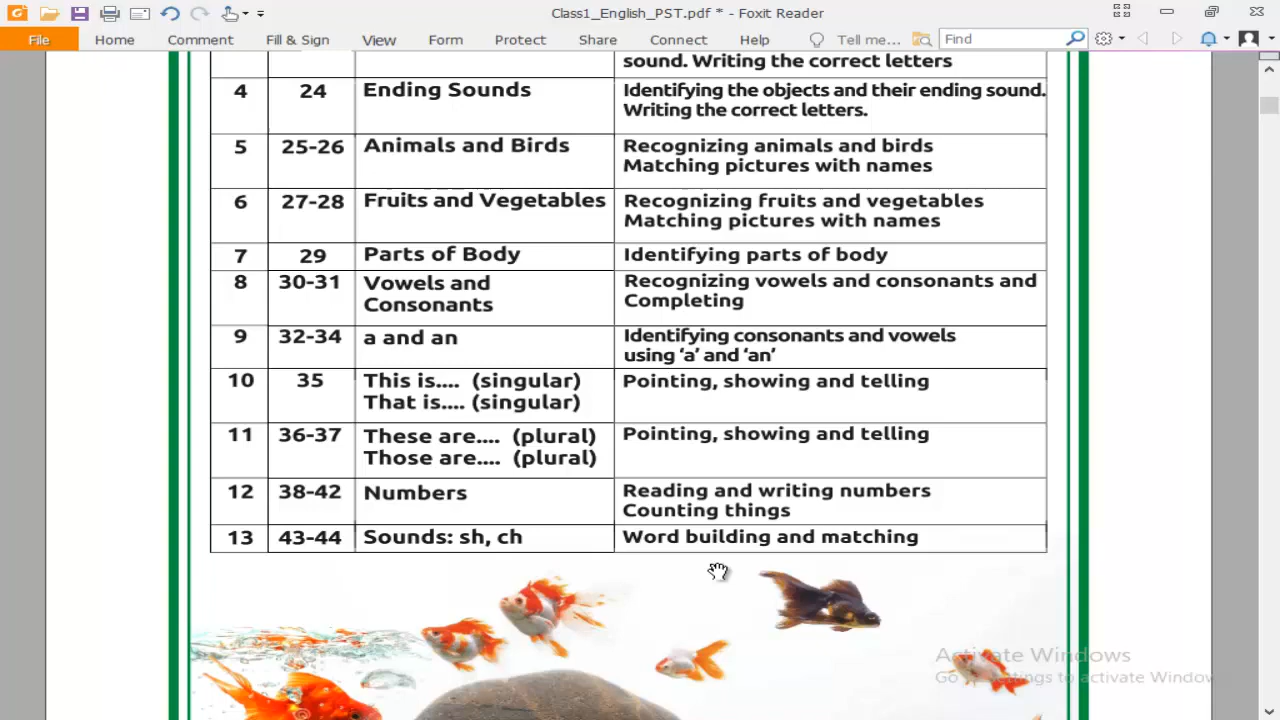 Class1_English_PST.pdf * - Foxit Reader
File Home Comment Fill & Sign View Form Protect Share Connect Help Tell me... Find
sound. Writing the correct letters
4 24 Ending Sounds Identifying the objects and their ending sound.
Writing the correct letters.
5 25-26 Animals and Birds Recognizing animals and birds
Matching pictures with names
6 27-28 Fruits and Vegetables Recognizing fruits and vegetables
Matching pictures with names
7 29 Parts of Body Identifying parts of body
8 30-31 Vowels and Recognizing vowels and consonants and
Consonants Completing
9 32-34 a and an Identifying consonants and vowels
using ‘a’ and ‘an’
10 35 This is.... (singular) Pointing, showing and telling
That is.... (singular)
11 36-37 These are.... (plural) Pointing, showing and telling
Those are.... (plural)
12 38-42 Numbers Reading and writing numbers
Counting things
13 43-44 Sounds: sh, ch Word building and matching
Activate Windows
Go to Settings to activate Window